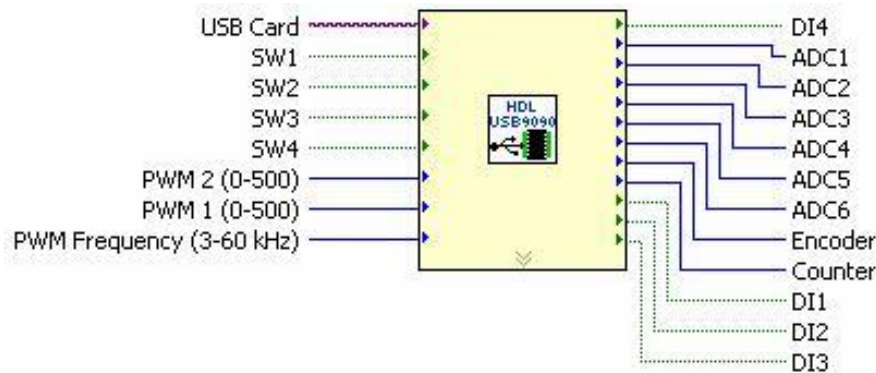 USB Card
SW1
SW2
SW3
SW4
PWM 2 (0-500)
PWM 1 (0-500)
PWM Frequency (3-60 kHz)
HDL
USB9090
DI4
ADC1
ADC2
ADC3
ADC4
ADC5
ADC6
Encoder
Counter
DI1
DI2
DI3